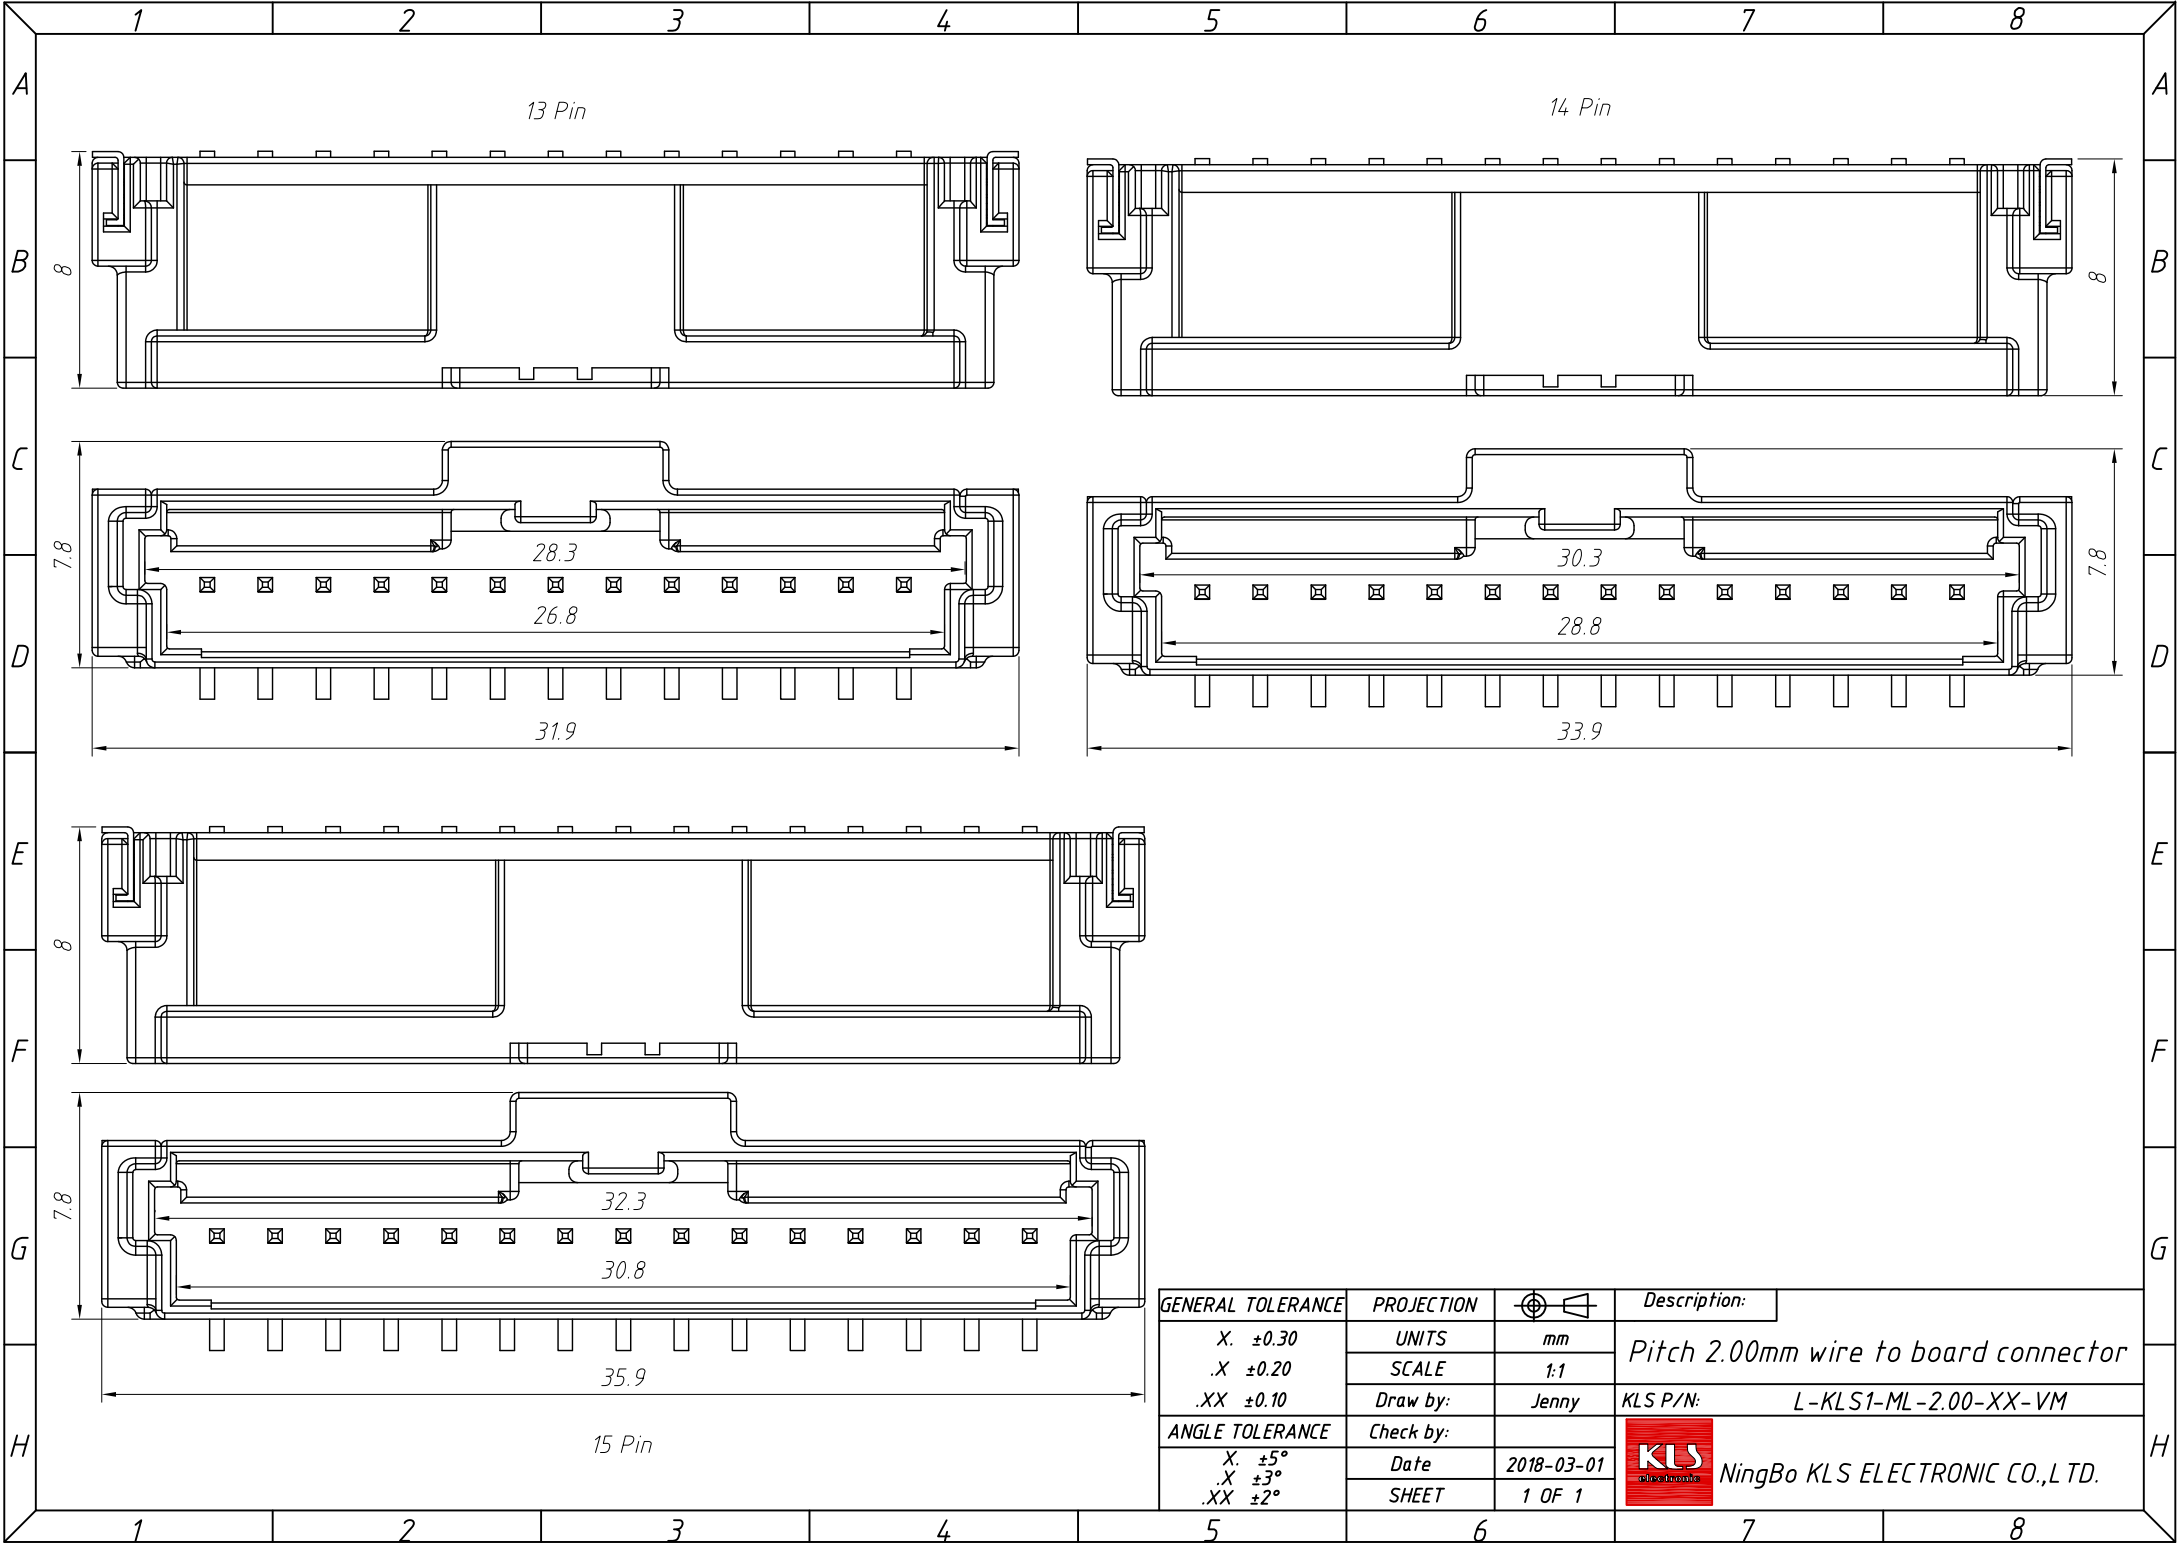 1 2 3 4 5 6 7 8
A A
13 Pin 14 Pin
B B
8 8
C C
7.8 28.3 30.3 7.8
26.8 28.8
D D
31.9 33.9
E E
8
F F
7.8 32.3
G G
30.8
35.9
15 Pin
H H
GENERAL TOLERANCE
X. ±0.30
.X ±0.20
.XX ±0.10
ANGLE TOLERANCE
X. ±5°
.X ±3°
.XX ±2°
PROJECTION
UNITS mm
SCALE 1:1
Draw by: Jenny
Check by:
Date 2018-03-01
SHEET 1 OF 1
Description:
Pitch 2.00mm wire to board connector
KLS P/N: L-KLS1-ML-2.00-XX-VM
KLS
electronic
NingBo KLS ELECTRONIC CO.,LTD.
1 2 3 4 5 6 7 8